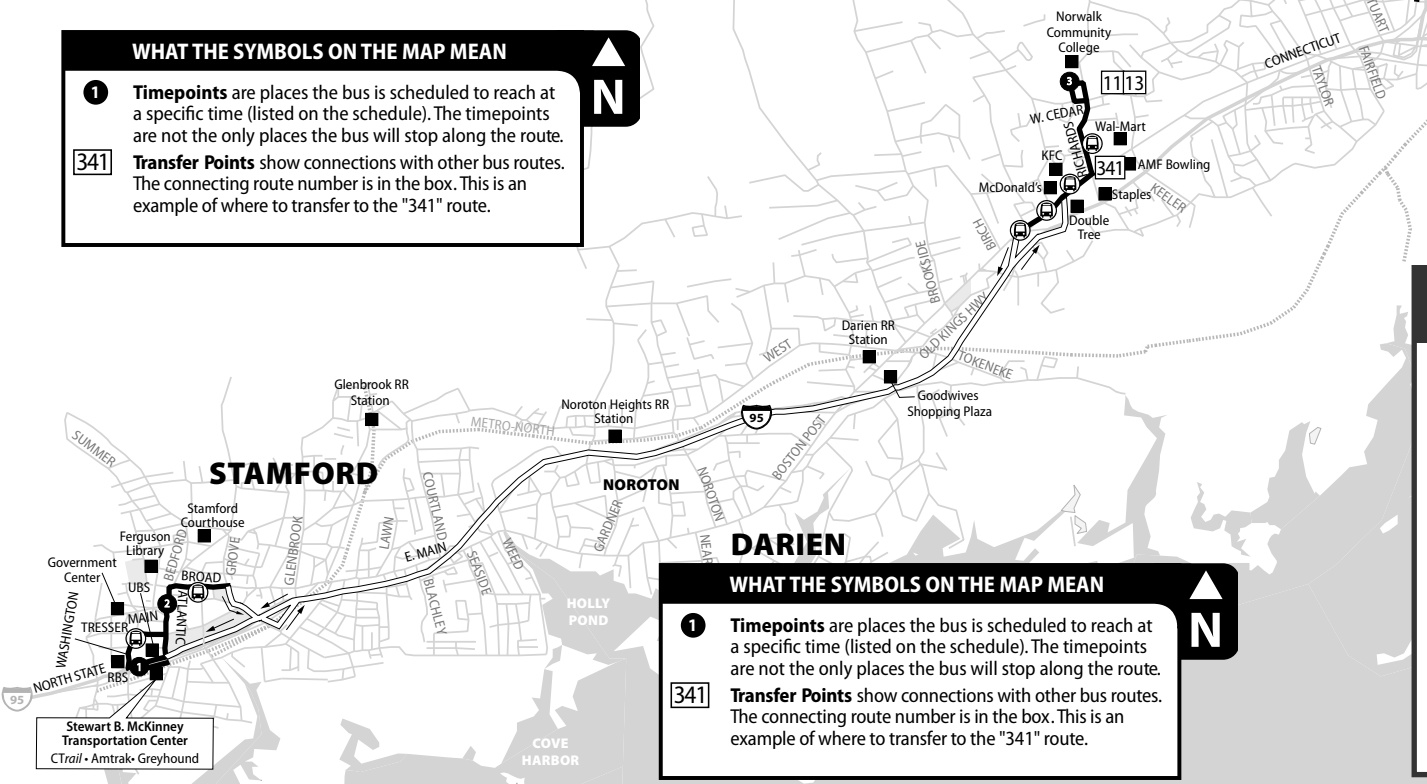 WHAT THE SYMBOLS ON THE MAP MEAN
N
1
Timepoints are places the bus is scheduled to reach at
a specific time (listed on the schedule). The timepoints
are not the only places the bus will stop along the route.
341
Transfer Points show connections with other bus routes.
The connecting route number is in the box. This is an
example of where to transfer to the "341" route.
Norwalk
Community
College
3
11 13
CONNECTICUT
TAYLOR
FAIRFIELD
W. CEDAR
RICHARDS
Wal-Mart
KFC
341
AMF Bowling
McDonald's
Staples
KEELER
Double
Tree
BIRCH
BROOKSIDE
OLD KINGS HWY
Darien RR
Station
WEST
TOKENEKE
Goodwives
Shopping Plaza
Glenbrook RR
Station
Noroton Heights RR
Station
95
METRO-NORTH
BOSTON POST
SUMMER
STAMFORD
NOROTON
NOROTON
COURTLAND
GARDNER
Stamford
Courthouse
Ferguson
Library
BEDFORD
GROVE
GLENBROOK
LAWN
E. MAIN
SEASIDE
WEED
NEAR
DARIEN
Government
Center
UBS
BROAD
2
ATLANTIC
BLACHLEY
MAIN
TRESSER
WASHINGTON
1
RBS
NORTH STATE
95
HOLLY
POND
Stewart B. McKinney
Transportation Center
CTrail • Amtrak• Greyhound
COVE
HARBOR
WHAT THE SYMBOLS ON THE MAP MEAN
N
1
Timepoints are places the bus is scheduled to reach at
a specific time (listed on the schedule). The timepoints
are not the only places the bus will stop along the route.
341
Transfer Points show connections with other bus routes.
The connecting route number is in the box. This is an
example of where to transfer to the "341" route.